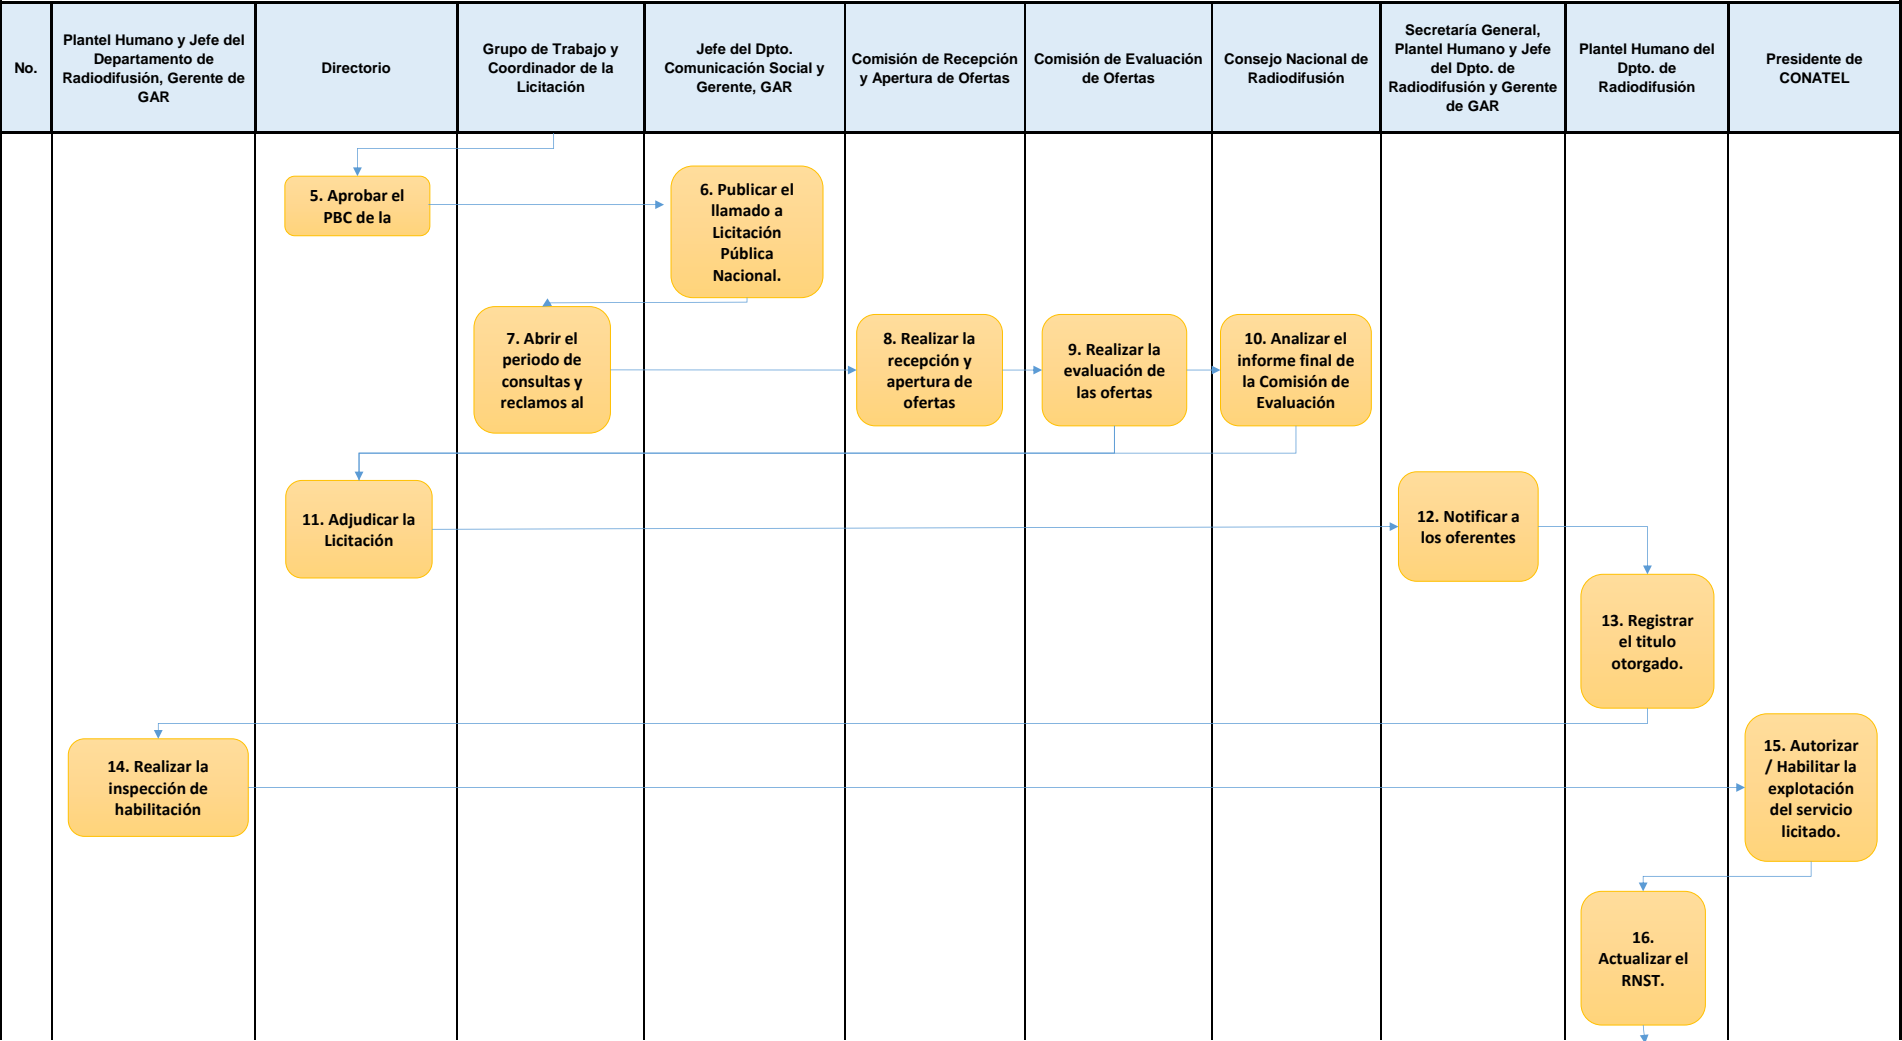 No.
Plantel Humano y Jefe del
Departamento de
Radiodifusión, Gerente de
GAR
Directorio
Grupo de Trabajo y
Coordinador de la
Licitación
Jefe del Dpto.
Comunicación Social y
Gerente, GAR
Comisión de Recepción
y Apertura de Ofertas
Comisión de Evaluación
de Ofertas
Consejo Nacional de
Radiodifusión
Secretaría General,
Plantel Humano y Jefe
del Dpto. de
Radiodifusión y Gerente
de GAR
Plantel Humano del
Dpto. de
Radiodifusión
Presidente de
CONATEL
5. Aprobar el
PBC de la
6. Publicar el
llamado a
Licitación
Pública
Nacional.
7. Abrir el
periodo de
consultas y
reclamos al
8. Realizar la
recepción y
apertura de
ofertas
9. Realizar la
evaluación de
las ofertas
10. Analizar el
informe final de
la Comisión de
Evaluación
11. Adjudicar la
Licitación
12. Notificar a
los oferentes
13. Registrar
el titulo
otorgado.
14. Realizar la
inspección de
habilitación
15. Autorizar
/ Habilitar la
explotación
del servicio
licitado.
16.
Actualizar el
RNST.